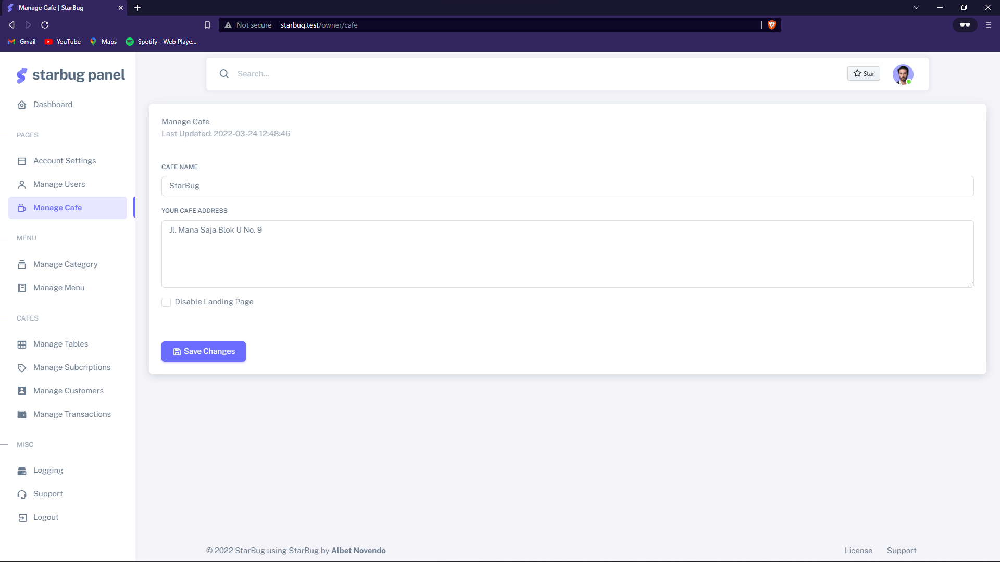 Manage Cafe | StarBug
Not secure
starbug.test/owner/cafe
Gmail
YouTube
Maps
Spotify - Web Playe...
starbug panel
Dashboard
PAGES
Account Settings
Manage Users
Manage Cafe
MENU
Manage Category
Manage Menu
CAFES
Manage Tables
Manage Subcriptions
Manage Customers
Manage Transactions
MISC
Logging
Support
Logout
Search...
Star
Manage Cafe
Last Updated: 2022-03-24 12:48:46
CAFE NAME
StarBug
YOUR CAFE ADDRESS
Jl. Mana Saja Blok U No. 9
Disable Landing Page
Save Changes
© 2022 StarBug using StarBug by Albet Novendo
License
Support